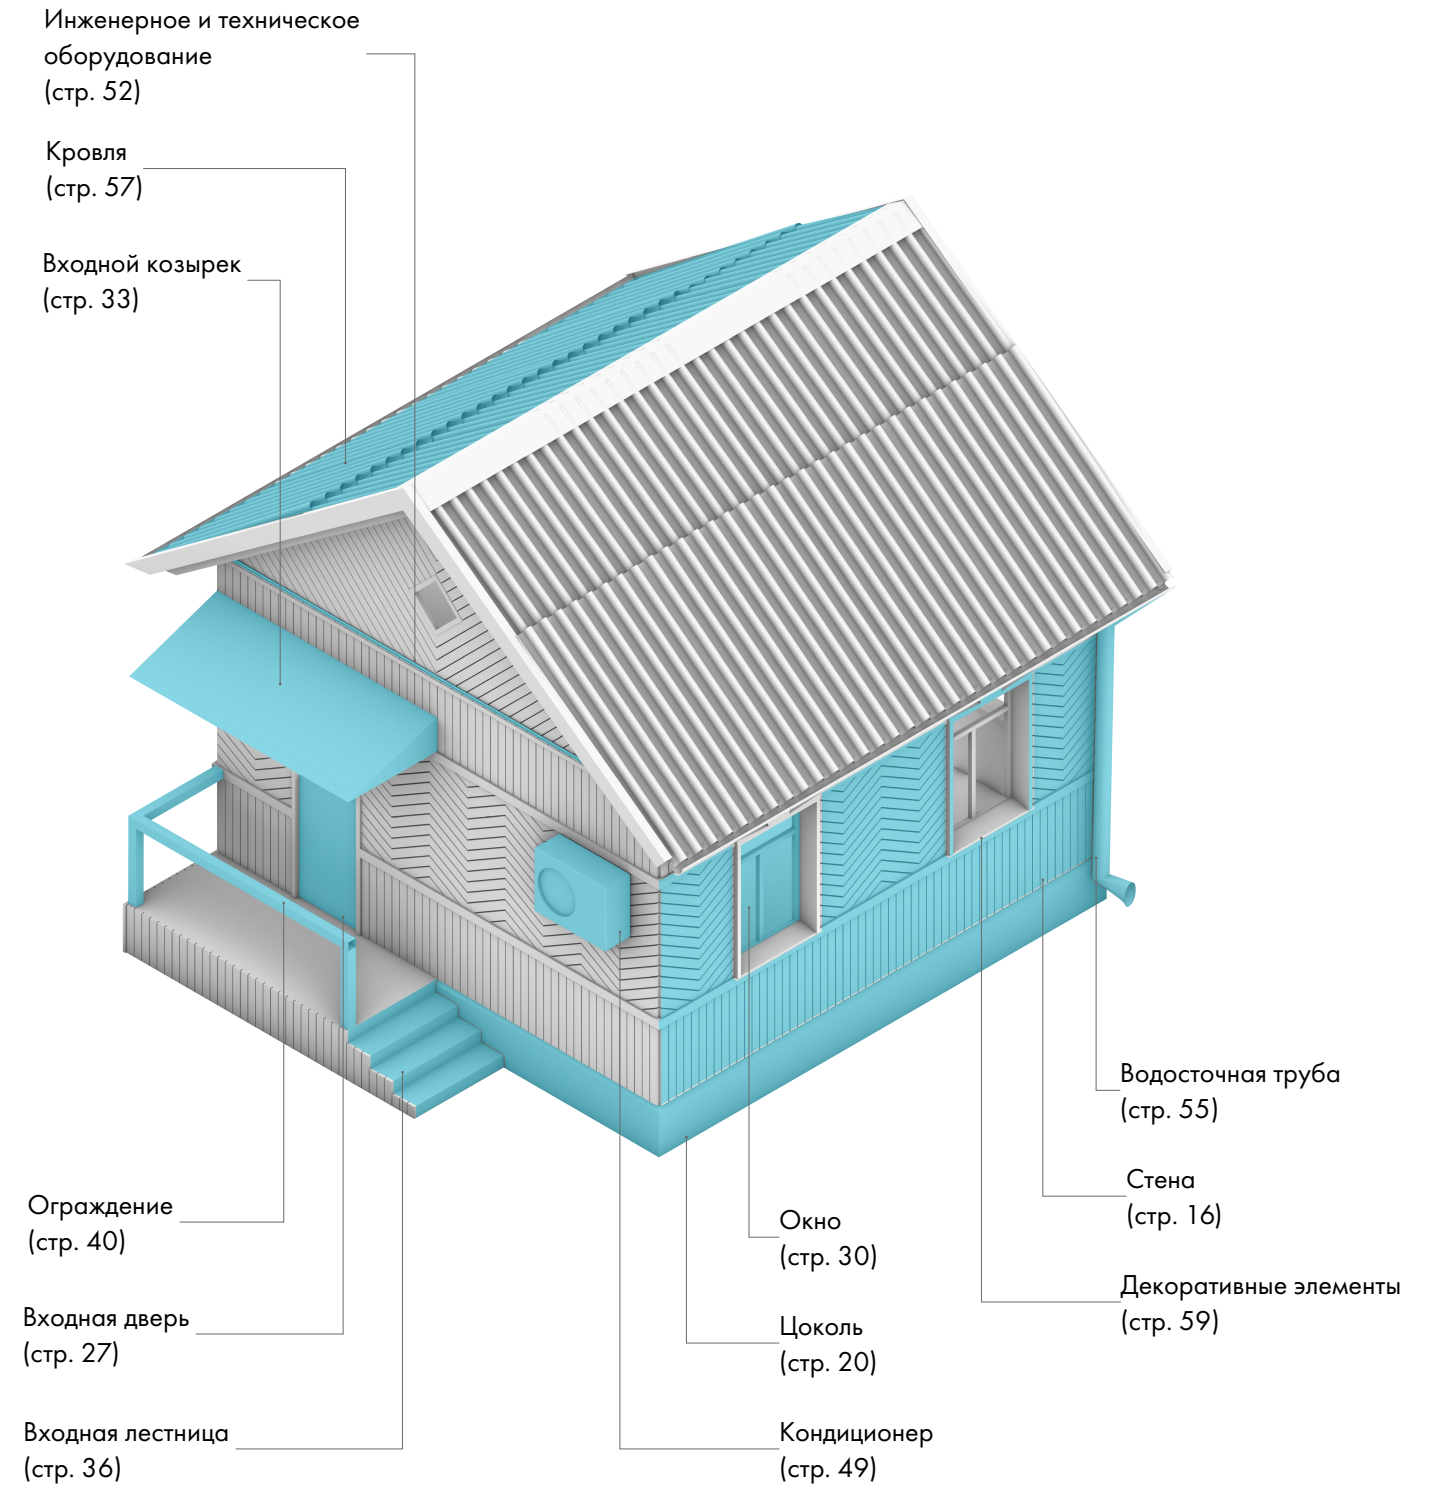 Инженерное и техническое
оборудование
(стр. 52)
Кровля
(стр. 57)
Входной козырек
(стр. 33)
Ограждение
(стр. 40)
Входная дверь
(стр. 27)
Входная лестница
(стр. 36)
Окно
(стр. 30)
Цоколь
(стр. 20)
Кондиционер
(стр. 49)
Водосточная труба
(стр. 55)
Стена
(стр. 16)
Декоративные элементы
(стр. 59)